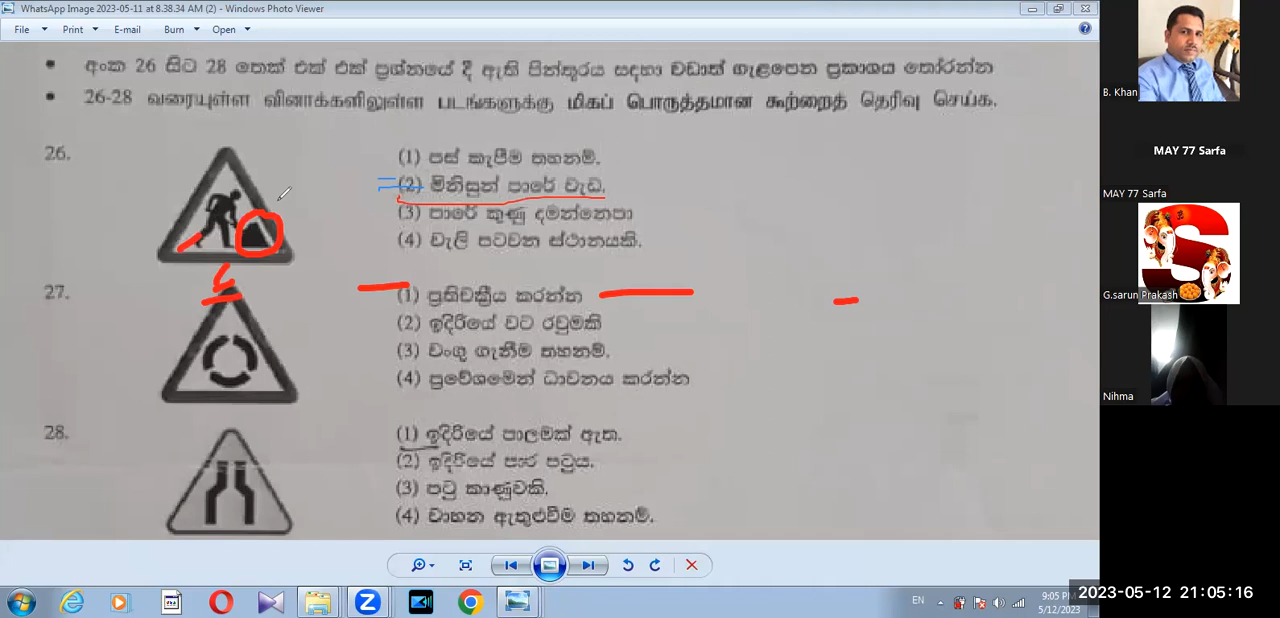 WhatsApp Image 2023-05-11 at 8.38.34 AM (2) - Windows Photo Viewer
File Print E-mail Burn Open
අංක 26 සිට 28 තෙක් එක් එක් ප්‍රශ්නයේ දී ඇති පින්තූරය සඳහා වඩාත් ගැළපෙන ප්‍රකාශය තෝරන්න
26-28 வரையுள்ள வினாக்களிலுள்ள படங்களுக்கு மிகப் பொருத்தமான கூற்றைத் தெரிவு செய்க.
26.
(1) පස් කැපීම තහනම්.
(2) මිනිසුන් පාරේ වැඩ.
(3) පාරේ කුණු දමන්නෙපා
(4) වැලි පටවන ස්ථානයකි.
27.
(1) ප්‍රතිචක්‍රීය කරන්න
(2) ඉදිරියේ වට රවුමකි
(3) වංගු ගැනීම තහනම්.
(4) ප්‍රවේශමෙන් ධාවනය කරන්න
28.
(1) ඉදිරියේ පාලමක් ඇත.
(2) ඉදිරියේ පාර පටුය.
(3) පටු කාණුවකි.
(4) වාහන ඇතුළුවීම තහනම්.
B. Khan
MAY 77 Sarfa
MAY 77 Sarfa
G.sarun Prakash
Nihma
EN
9:05 PM
5/12/2023
2023-05-12 21:05:16